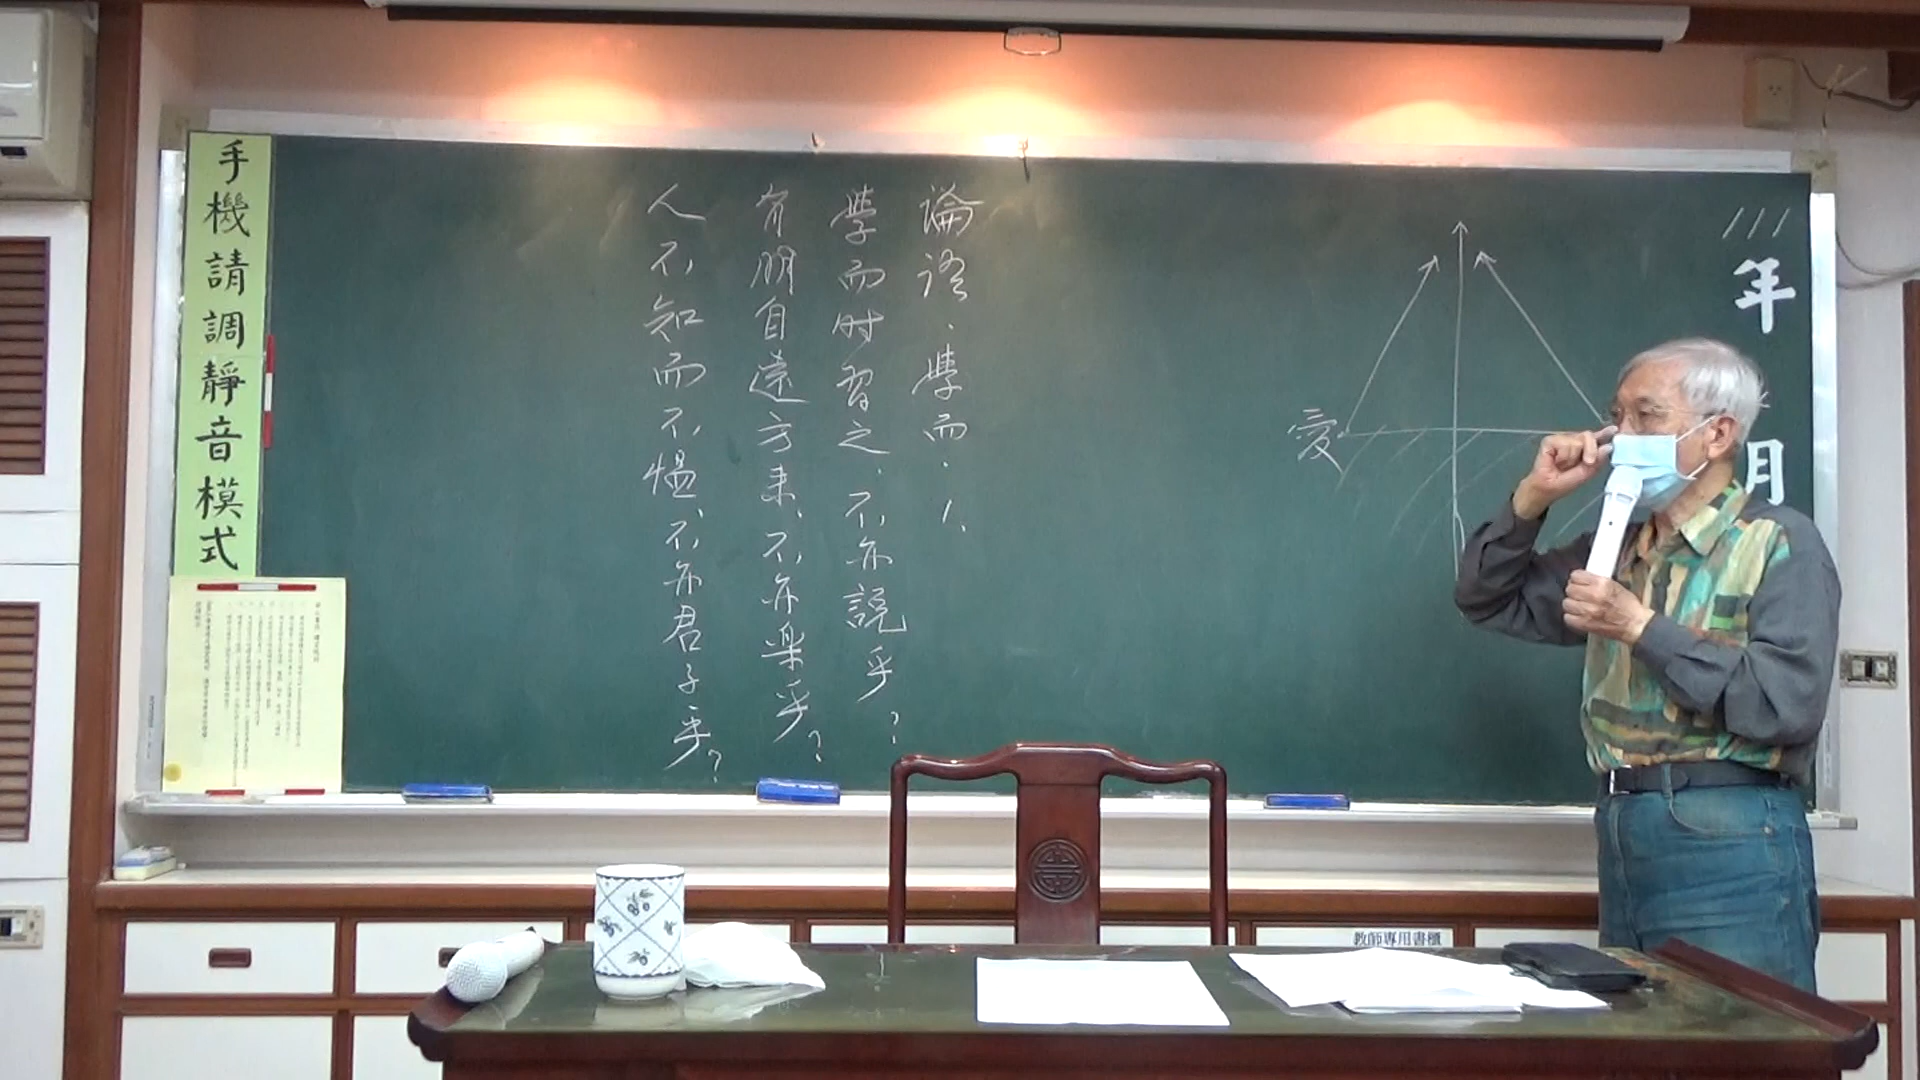 111
年
月
愛
論語．學而．1、
學而时習之、不亦說乎？
有朋自遠方來、不亦樂乎？
人不知而不慍、不亦君子乎？
手機請調靜音模式
教師專用書櫃